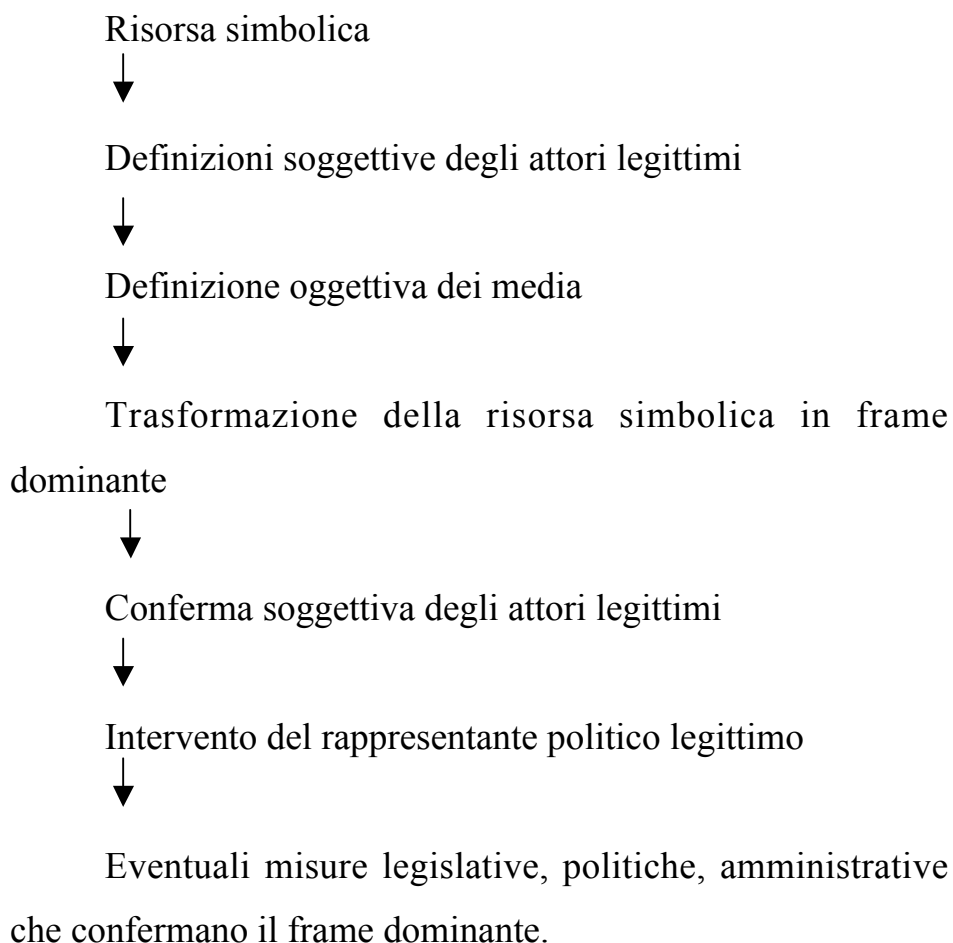 Risorsa simbolica
Definizioni soggettive degli attori legittimi
Definizione oggettiva dei media
Trasformazione della risorsa simbolica in frame
dominante
Conferma soggettiva degli attori legittimi
Intervento del rappresentante politico legittimo
Eventuali misure legislative, politiche, amministrative
che confermano il frame dominante.